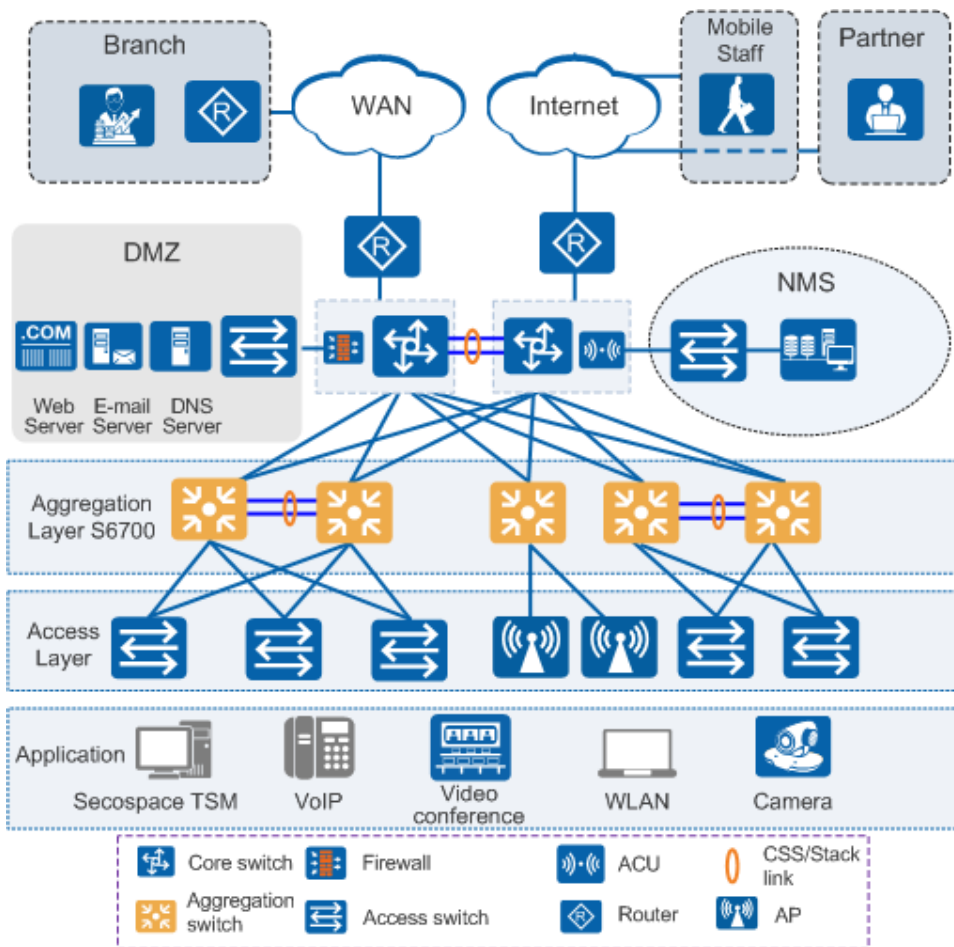 Branch
WAN
Internet
Mobile
Staff
Partner
R
R
R
DMZ
NMS
.COM
Web
Server
E-mail
Server
DNS
Server
Aggregation
Layer S6700
Access
Layer
Application
Secospace TSM
VoIP
Video
conference
WLAN
Camera
Core switch
Firewall
ACU
CSS/Stack
link
Aggregation
switch
Access switch
R
Router
AP